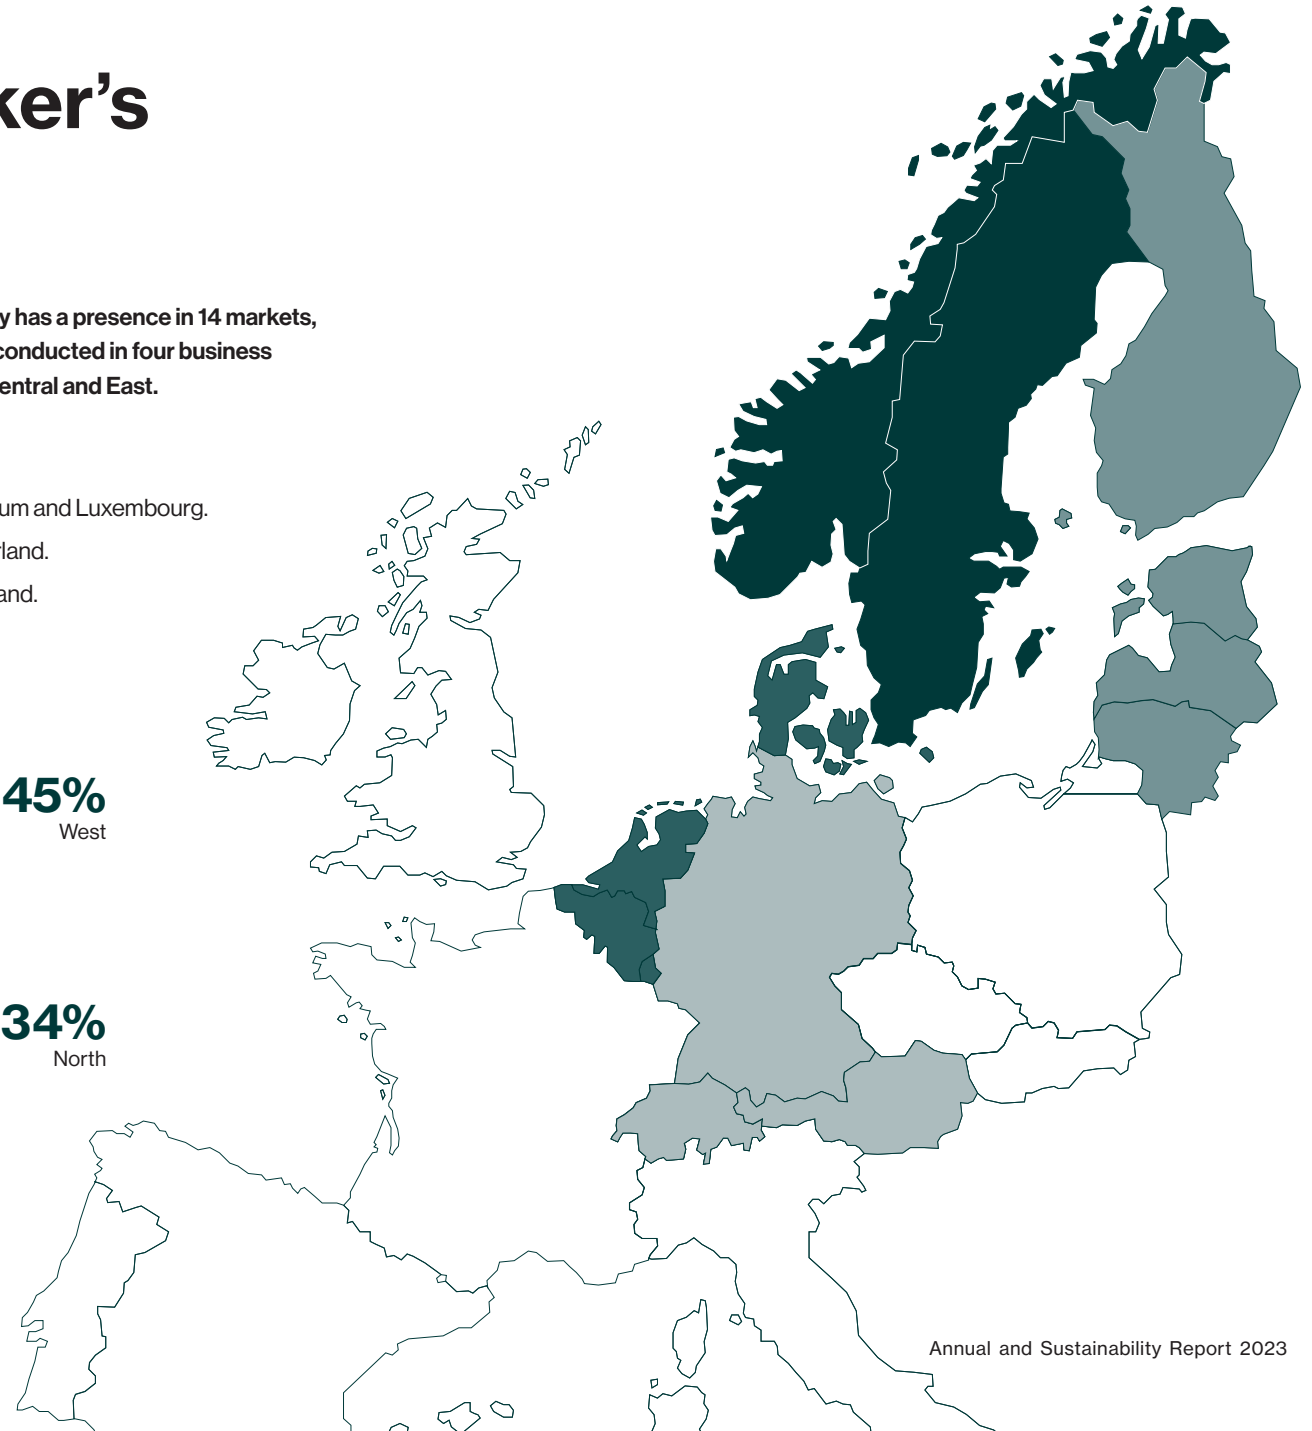 ker’s
y has a presence in 14 markets,
conducted in four business
entral and East.
um and Luxembourg.
rland.
and.
45%
West
34%
North
Annual and Sustainability Report 2023